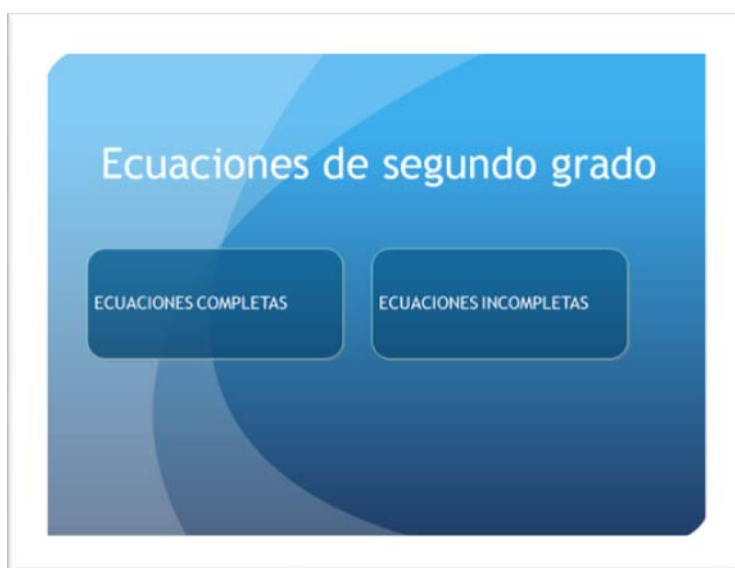 Ecuaciones de segundo grado
ECUACIONES COMPLETAS
ECUACIONES INCOMPLETAS